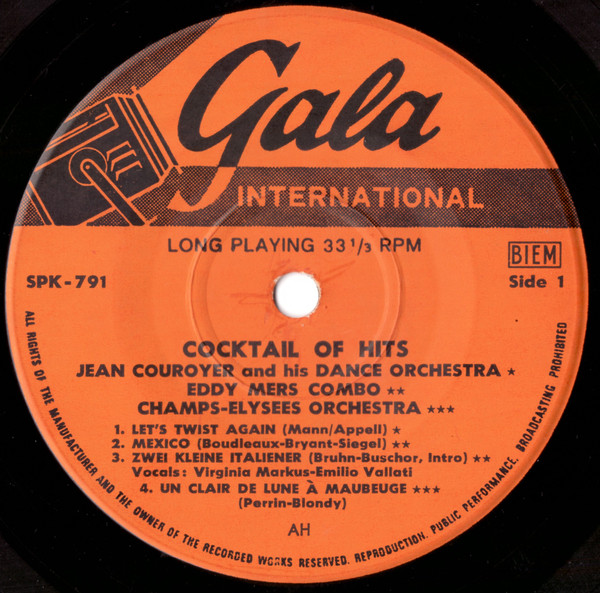 Gala
INTERNATIONAL
LONG PLAYING 33 1/3 RPM
BIEM
SPK-791
Side 1
COCKTAIL OF HITS
JEAN COUROYER and his DANCE ORCHESTRA ★
EDDY MERS COMBO ★★
CHAMPS-ELYSEES ORCHESTRA ★★★
1. LET'S TWIST AGAIN (Mann/Appell) ★
2. MEXICO (Boudleaux-Bryant-Siegel) ★★
3. ZWEI KLEINE ITALIENER (Bruhn-Buschor, Intro) ★★
Vocals: Virginia Markus-Emilio Vallati
4. UN CLAIR DE LUNE À MAUBEUGE ★★★
(Perrin-Blondy)
AH
ALL RIGHTS OF THE MANUFACTURER AND THE OWNER OF THE RECORDED WORKS RESERVED. REPRODUCTION, PUBLIC PERFORMANCE, BROADCASTING PROHIBITED